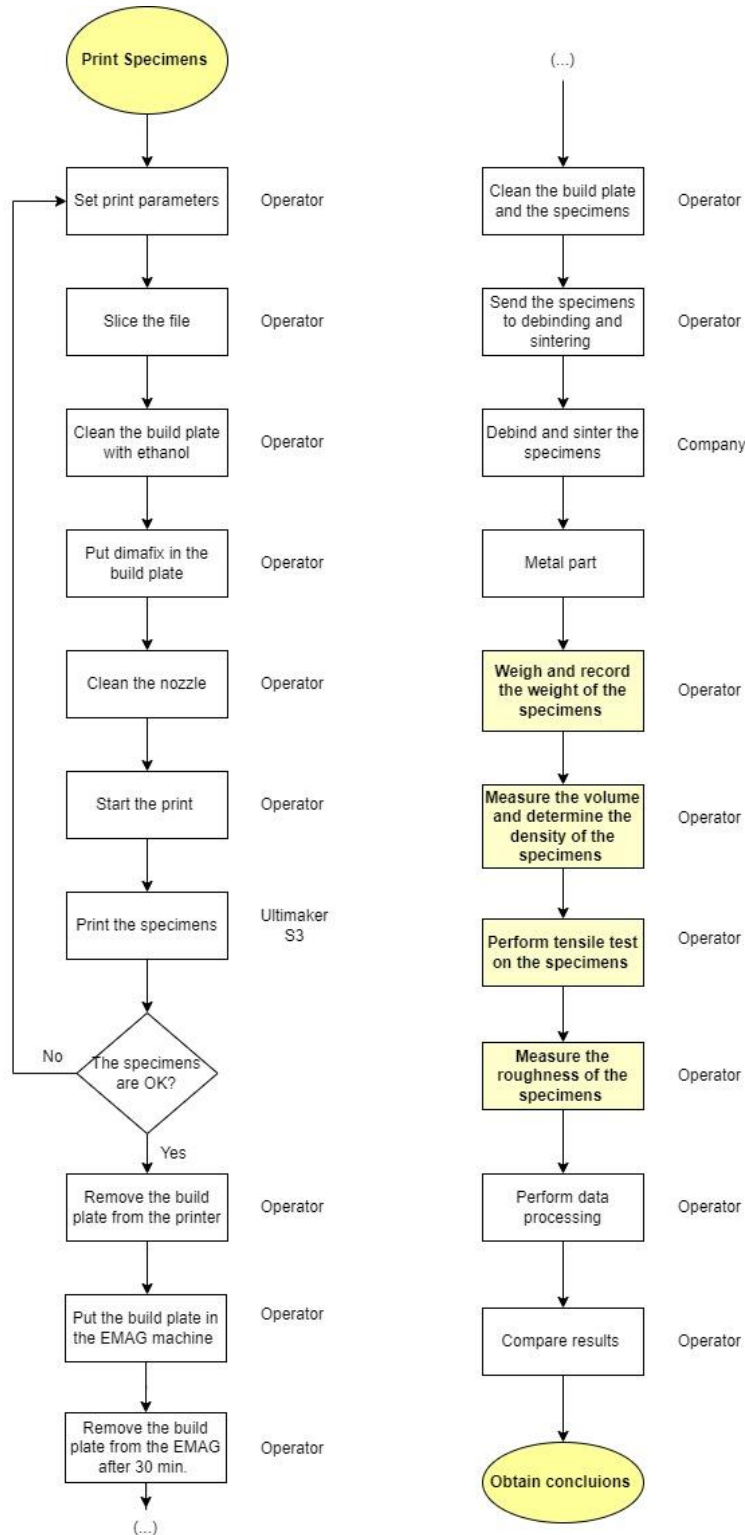 Print Specimens
Set print parameters
Operator
Slice the file
Operator
Clean the build plate
with ethanol
Operator
Put dimafix in the
build plate
Operator
Clean the nozzle
Operator
Start the print
Operator
Print the specimens
Ultimaker
S3
The specimens
are OK?
No
Yes
Remove the build
plate from the printer
Operator
Put the build plate in
the EMAG machine
Operator
Remove the build
plate from the EMAG
after 30 min.
Operator
(...)
(...)
Clean the build plate
and the specimens
Operator
Send the specimens
to debinding and
sintering
Operator
Debind and sinter the
specimens
Company
Metal part
Weigh and record
the weight of the
specimens
Operator
Measure the volume
and determine the
density of the
specimens
Operator
Perform tensile test
on the specimens
Operator
Measure the
roughness of the
specimens
Operator
Perform data
processing
Operator
Compare results
Operator
Obtain concluions